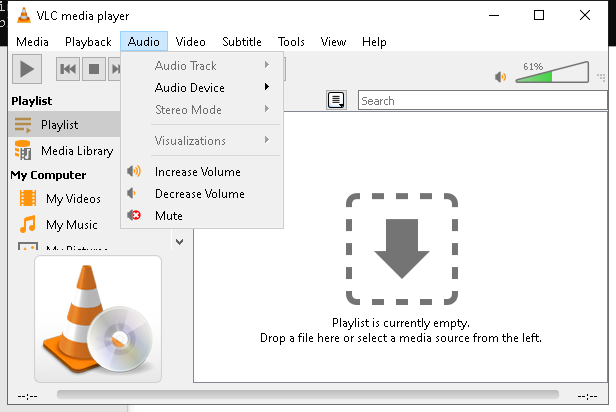 VLC media player
Media Playback Audio Video Subtitle Tools View Help
Audio Track
Audio Device
Stereo Mode
Visualizations
Increase Volume
Decrease Volume
Mute
61%
Playlist
Search
Playlist
Media Library
My Computer
My Videos
My Music
My Pictures
Playlist is currently empty.
Drop a file here or select a media source from the left.
--:-- --:--